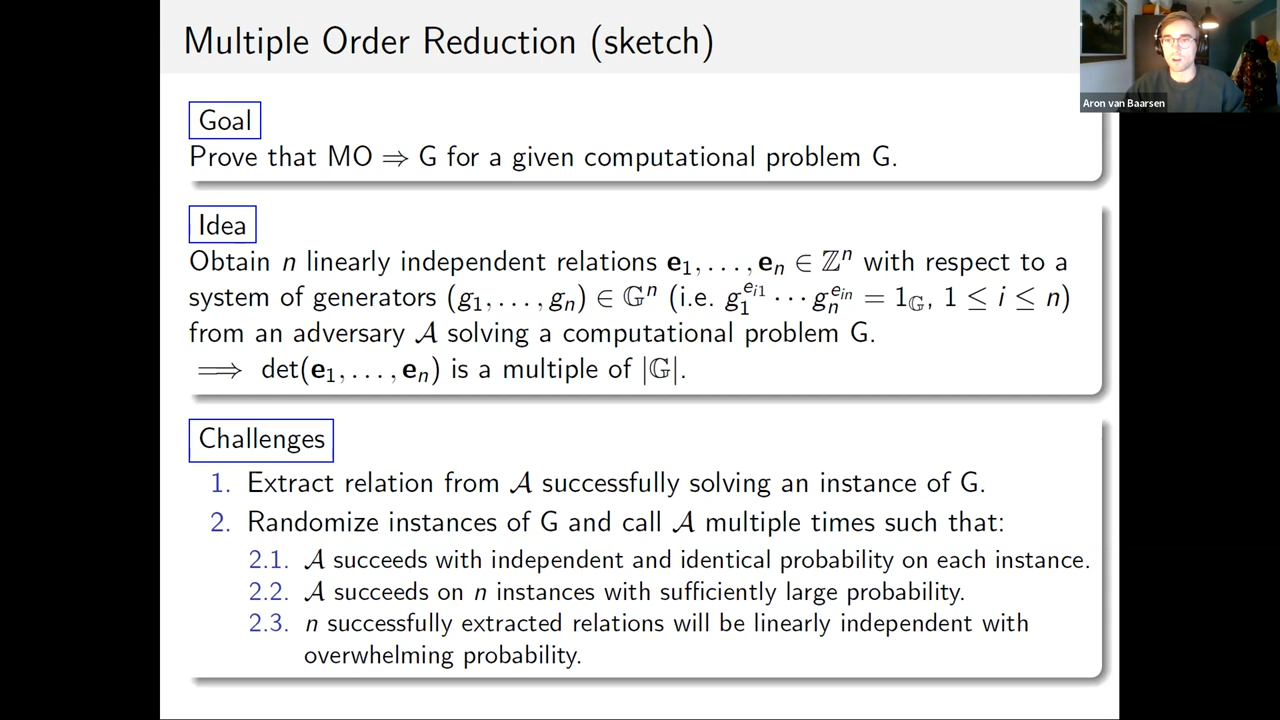 Multiple Order Reduction (sketch)
Aron van Baarsen
Goal
Prove that MO ⇒ G for a given computational problem G.
Idea
Obtain n linearly independent relations e₁, . . . , eₙ ∈ ℤⁿ with respect to a
system of generators (g₁, . . . , gₙ) ∈ 𝔾ⁿ (i.e. g₁^{e_{i1}} · · · gₙ^{e_{in}} = 1_𝔾, 1 ≤ i ≤ n)
from an adversary 𝒜 solving a computational problem G.
⟹ det(e₁, . . . , eₙ) is a multiple of |𝔾|.
Challenges
1. Extract relation from 𝒜 successfully solving an instance of G.
2. Randomize instances of G and call 𝒜 multiple times such that:
2.1. 𝒜 succeeds with independent and identical probability on each instance.
2.2. 𝒜 succeeds on n instances with sufficiently large probability.
2.3. n successfully extracted relations will be linearly independent with
overwhelming probability.